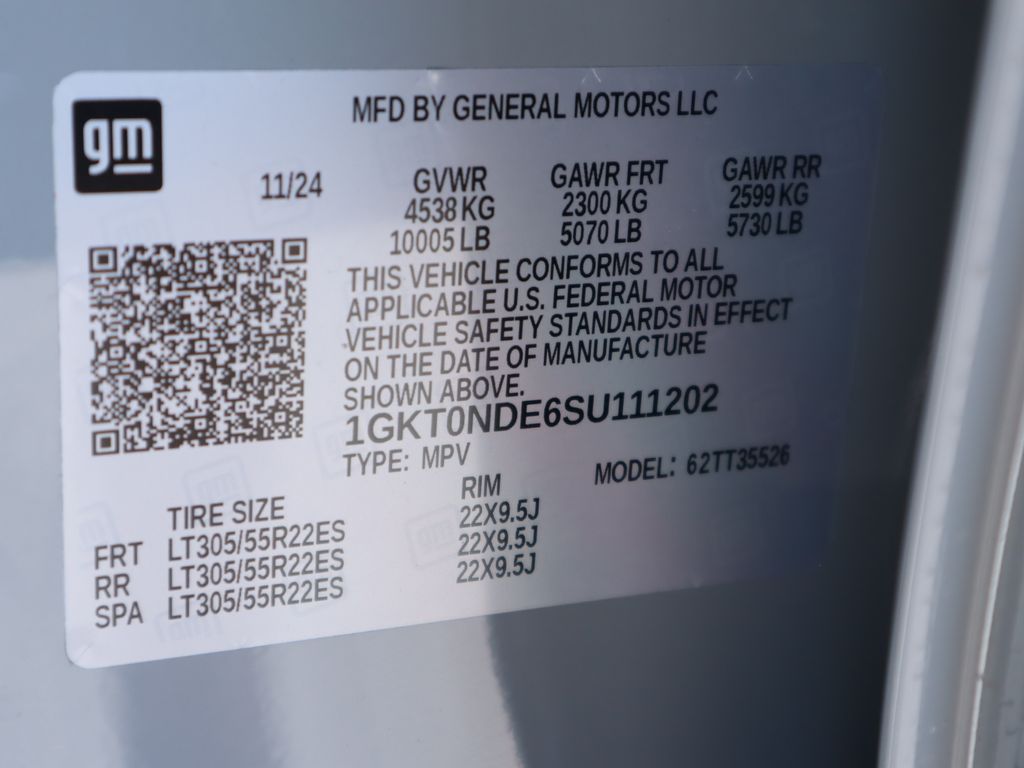 gm
MFD BY GENERAL MOTORS LLC
11/24
GVWR
4538 KG
10005 LB
GAWR FRT
2300 KG
5070 LB
GAWR RR
2599 KG
5730 LB
THIS VEHICLE CONFORMS TO ALL
APPLICABLE U.S. FEDERAL MOTOR
VEHICLE SAFETY STANDARDS IN EFFECT
ON THE DATE OF MANUFACTURE
SHOWN ABOVE.
1GKT0NDE6SU111202
TYPE: MPV
MODEL: 62TT35526
TIRE SIZE
RIM
FRT LT305/55R22ES 22X9.5J
RR LT305/55R22ES 22X9.5J
SPA LT305/55R22ES 22X9.5J